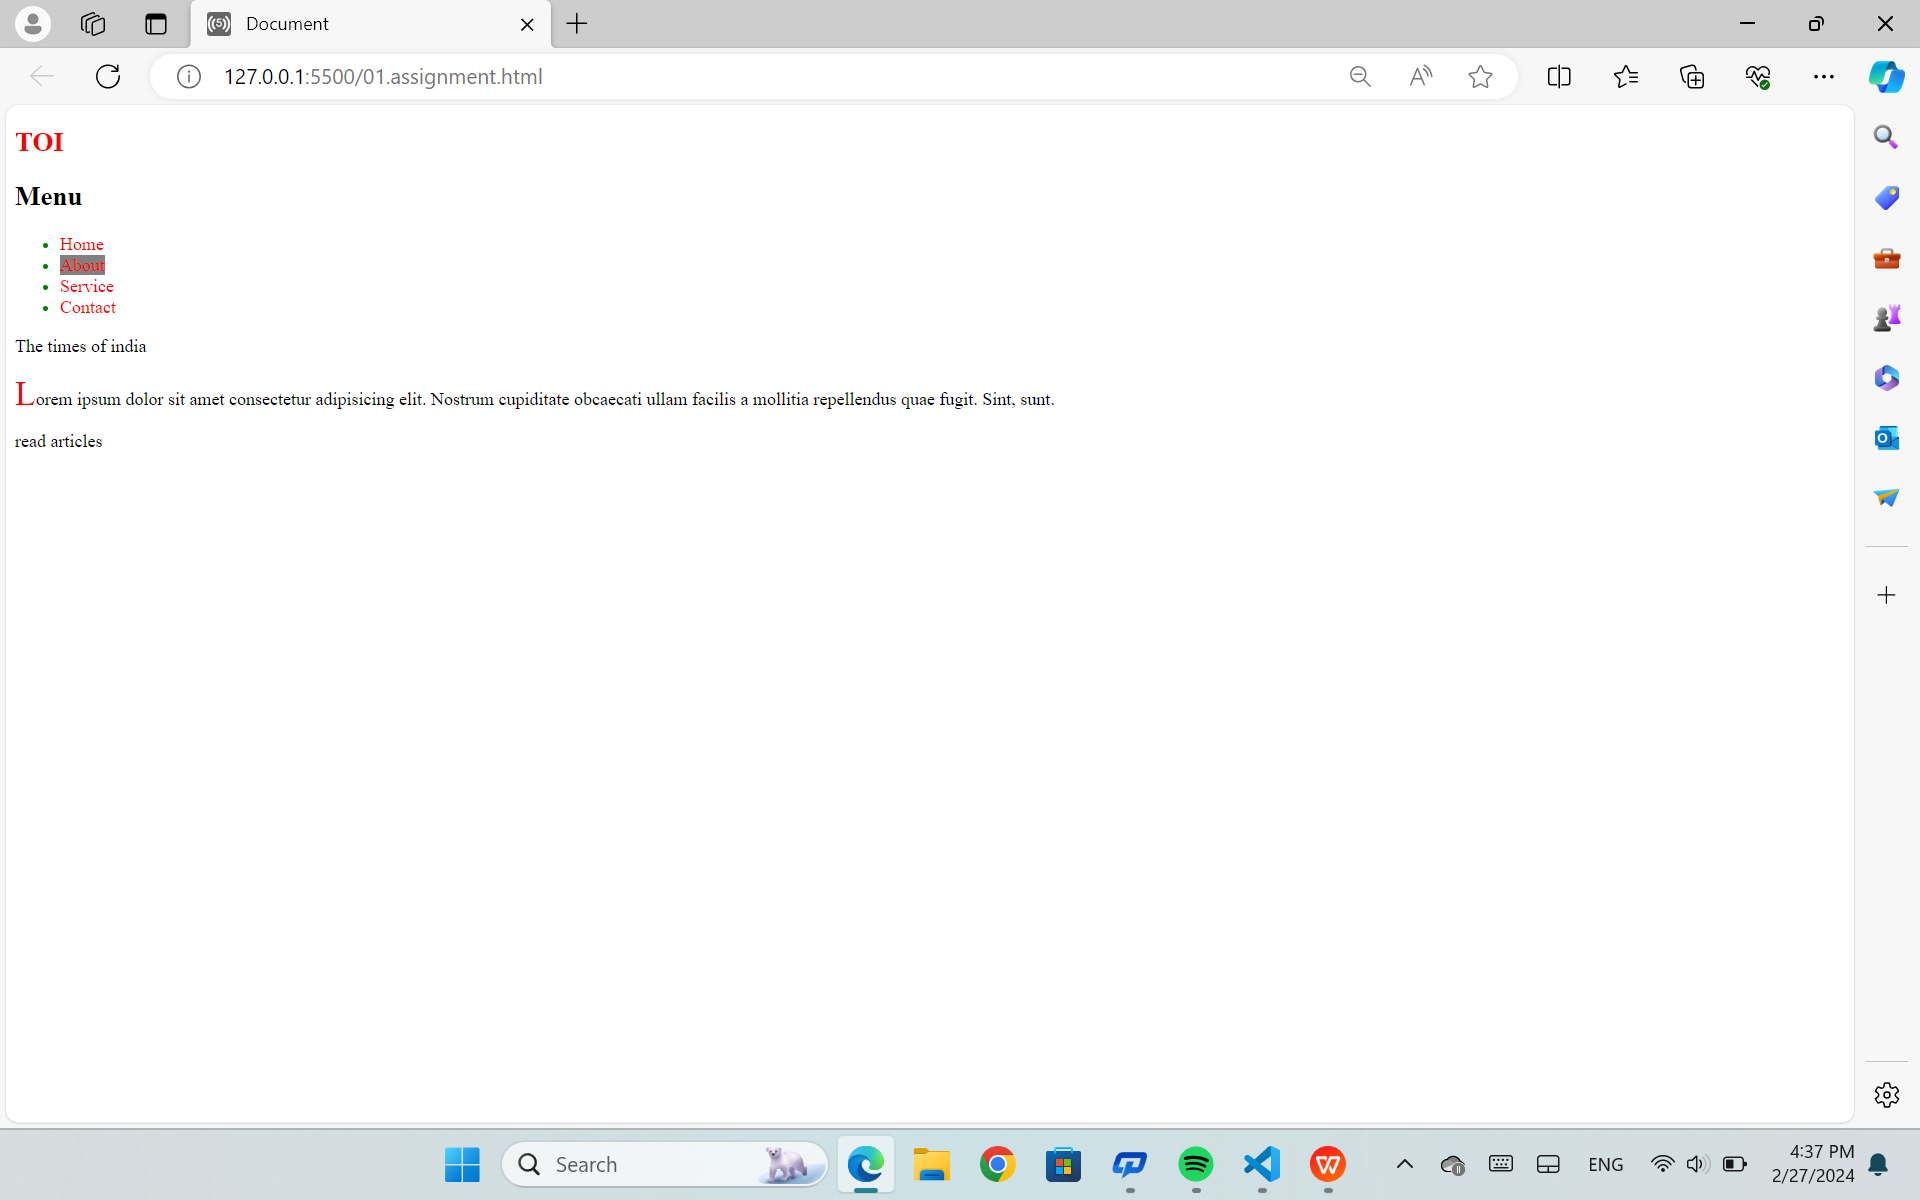 Document
127.0.0.1:5500/01.assignment.html
TOI
Menu
Home
About
Service
Contact
The times of india
Lorem ipsum dolor sit amet consectetur adipisicing elit. Nostrum cupiditate obcaecati ullam facilis a mollitia repellendus quae fugit. Sint, sunt.
read articles
Search
ENG
4:37 PM
2/27/2024